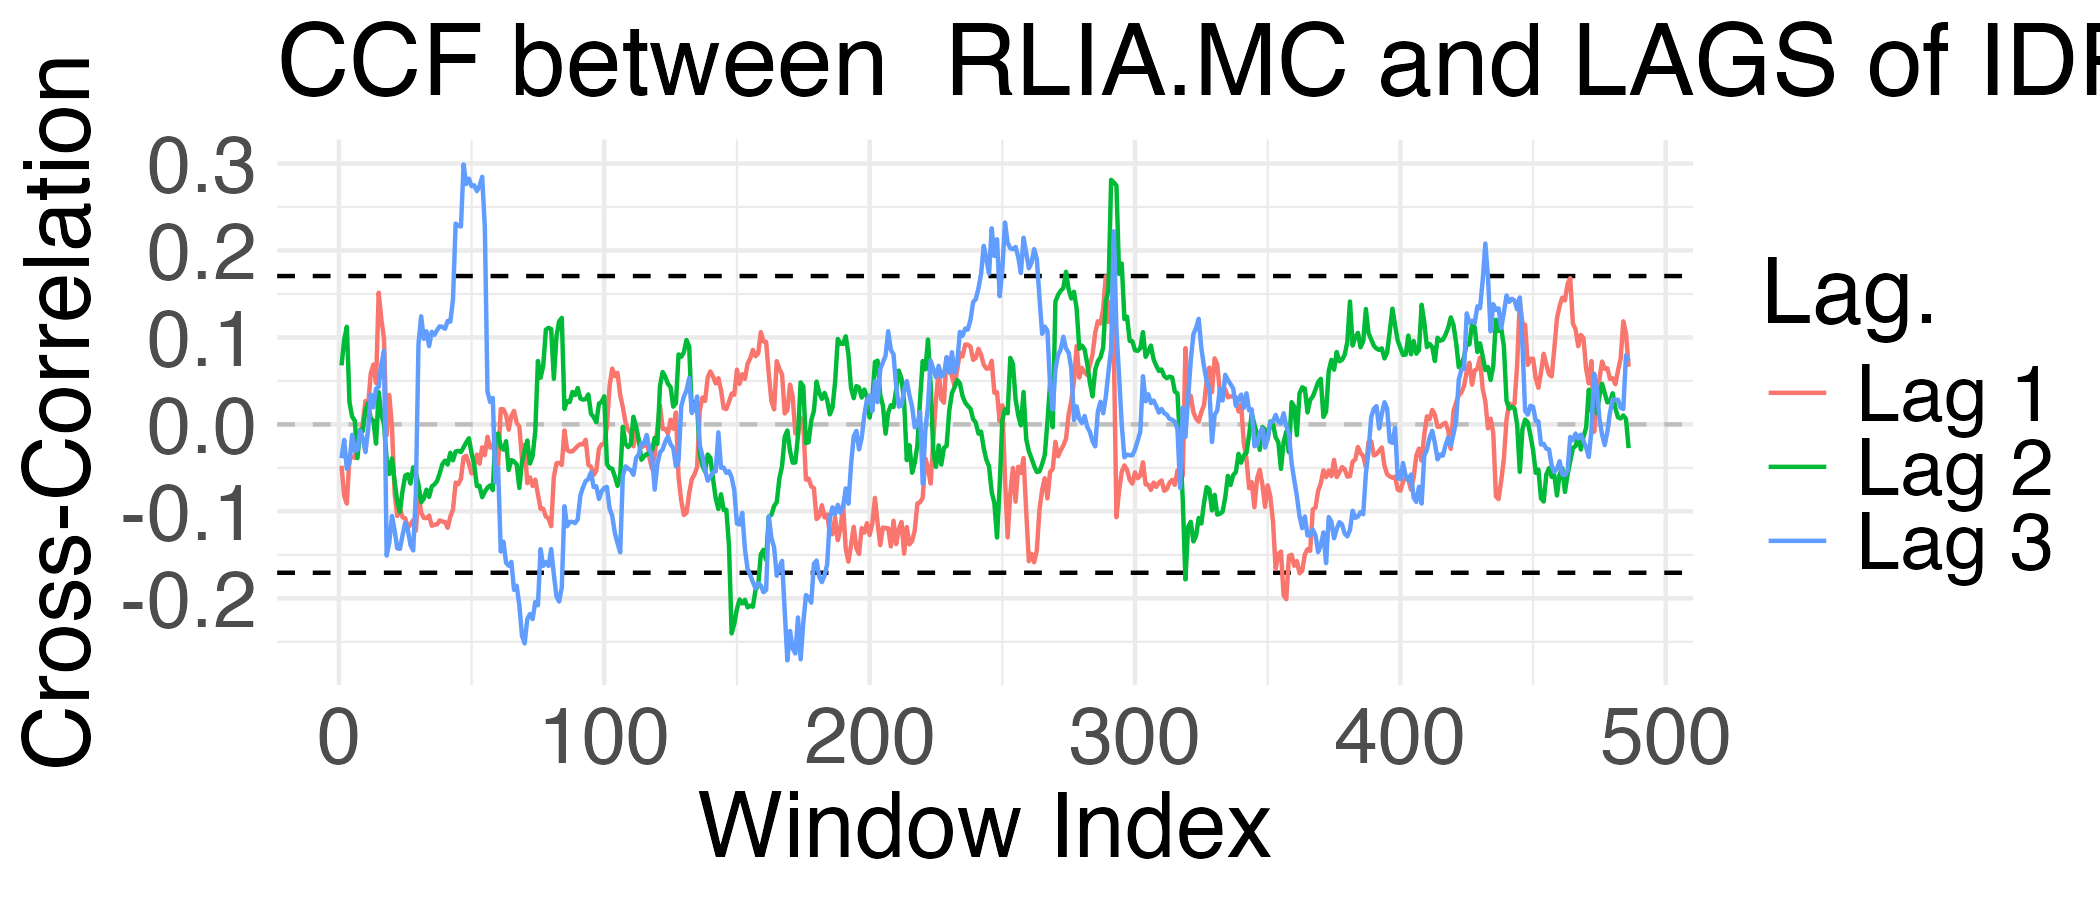 CCF between  RLIA.MC and LAGS of
Cross-Correlation
0.3
0.2
0.1
0.0
-0.1
-0.2
0 100 200 300 400 500
Window Index
Lag.
Lag 1
Lag 2
Lag 3